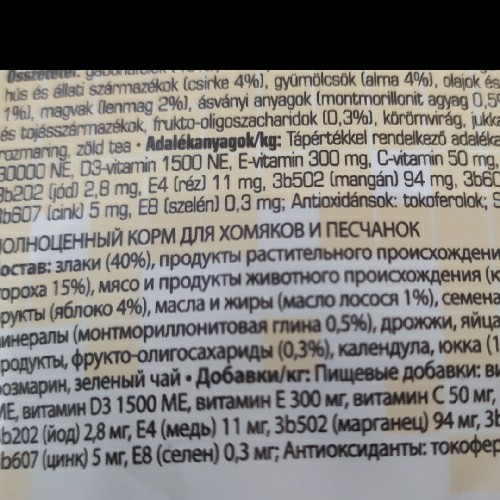 Összetétel: gabonafélék
hús és állati származékok (csirke 4%), gyümölcsök (alma 4%), olajok és
1%), magvak (lenmag 2%), ásványi anyagok (montmorillonit agyag 0,5%
és tojásszármazékok, frukto-oligoszacharidok (0,3%), körömvirág, jukka
rozmaring, zöld tea • Adalékanyagok/kg: Tápértékkel rendelkező adaléka
30000 NE, D3-vitamin 1500 NE, E-vitamin 300 mg, C-vitamin 50 mg,
3b202 (jód) 2,8 mg, E4 (réz) 11 mg, 3b502 (mangán) 94 mg, 3b60
3b607 (cink) 5 mg, E8 (szelén) 0,3 mg; Antioxidánsok: tokoferolok; S
ПОЛНОЦЕННЫЙ КОРМ ДЛЯ ХОМЯКОВ И ПЕСЧАНОК
Состав: злаки (40%), продукты растительного происхождени
гороха 15%), мясо и продукты животного происхождения (к
фрукты (яблоко 4%), масла и жиры (масло лосося 1%), семена
минералы (монтмориллонитовая глина 0,5%), дрожжи, яйца
продукты, фрукто-олигосахариды (0,3%), календула, юкка (1
розмарин, зеленый чай • Добавки/кг: Пищевые добавки: ви
МЕ, витамин D3 1500 МЕ, витамин Е 300 мг, витамин С 50 мг,
3b202 (йод) 2,8 мг, Е4 (медь) 11 мг, 3b502 (марганец) 94 мг, 3b
3b607 (цинк) 5 мг, Е8 (селен) 0,3 мг; Антиоксиданты: токофер